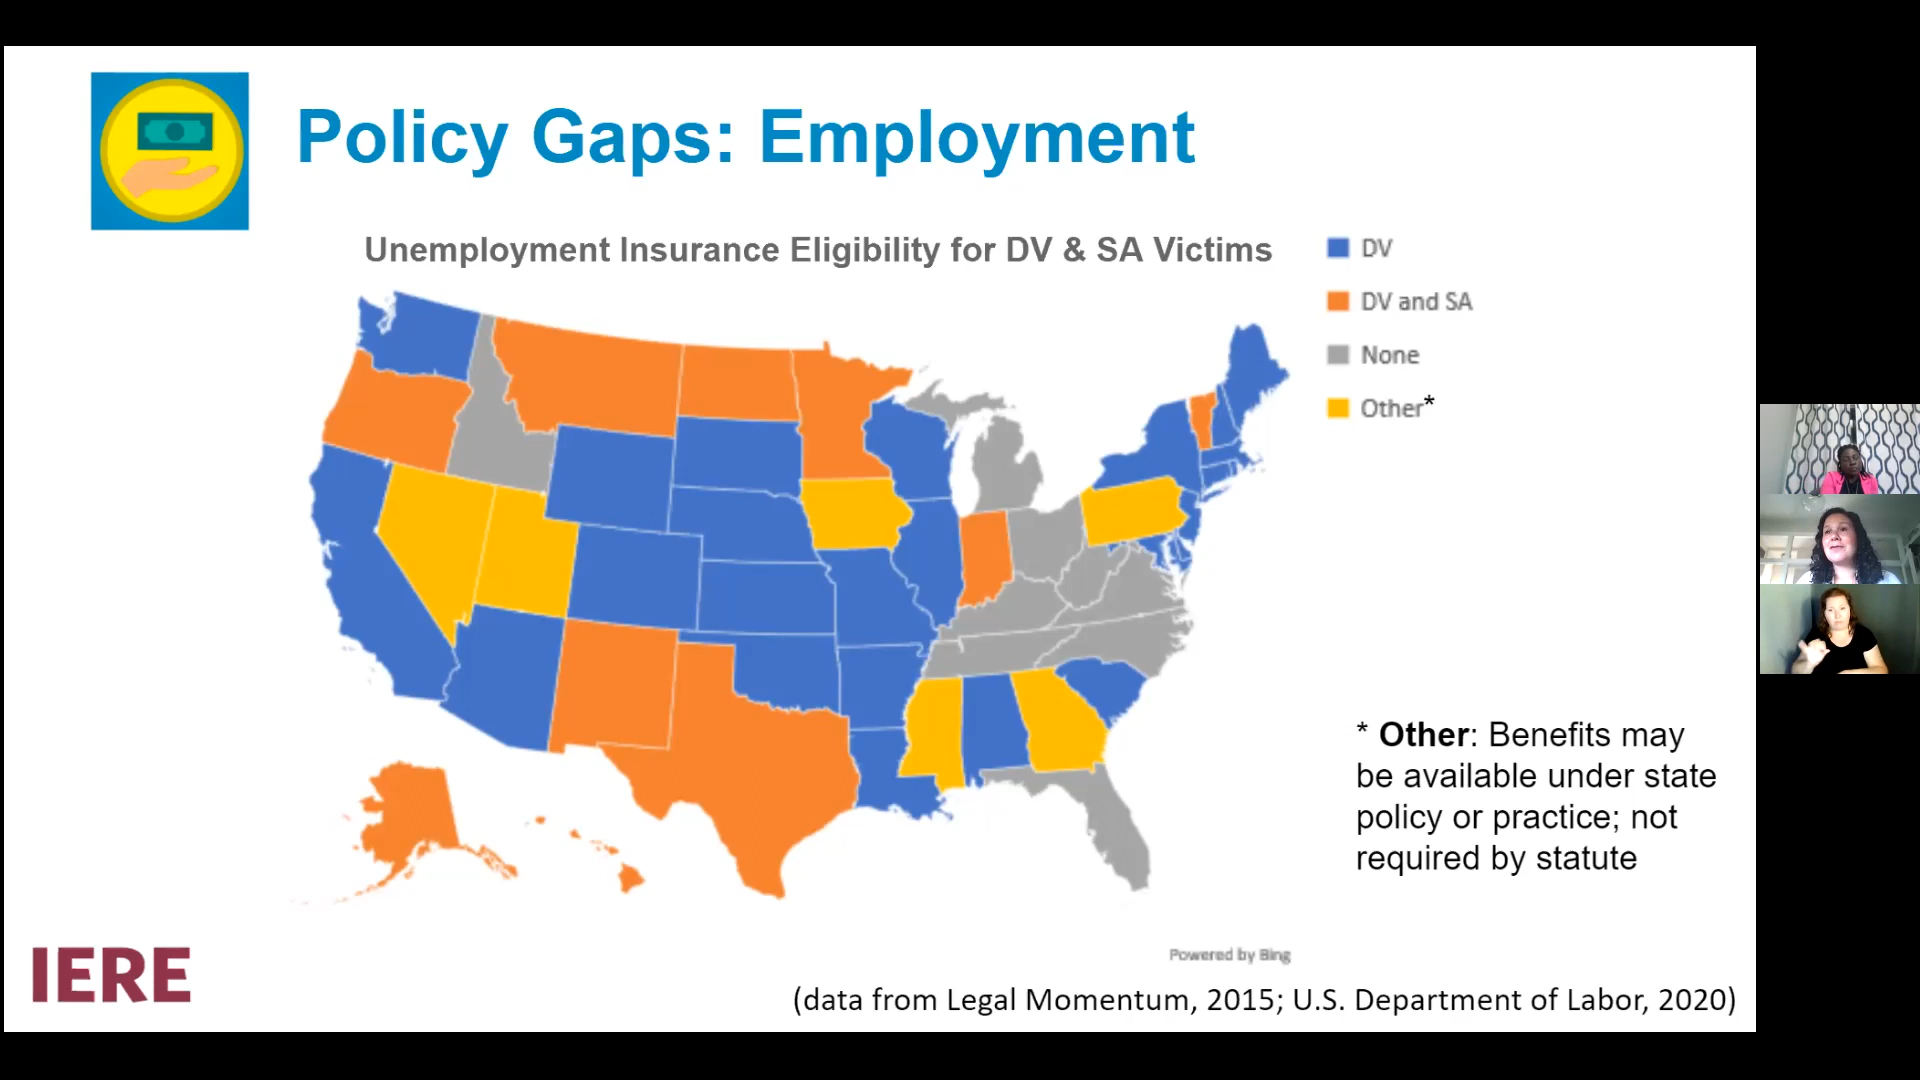 Policy Gaps: Employment
Unemployment Insurance Eligibility for DV & SA Victims
DV
DV and SA
None
Other*
* Other: Benefits may
be available under state
policy or practice; not
required by statute
Powered by Bing
IERE
(data from Legal Momentum, 2015; U.S. Department of Labor, 2020)